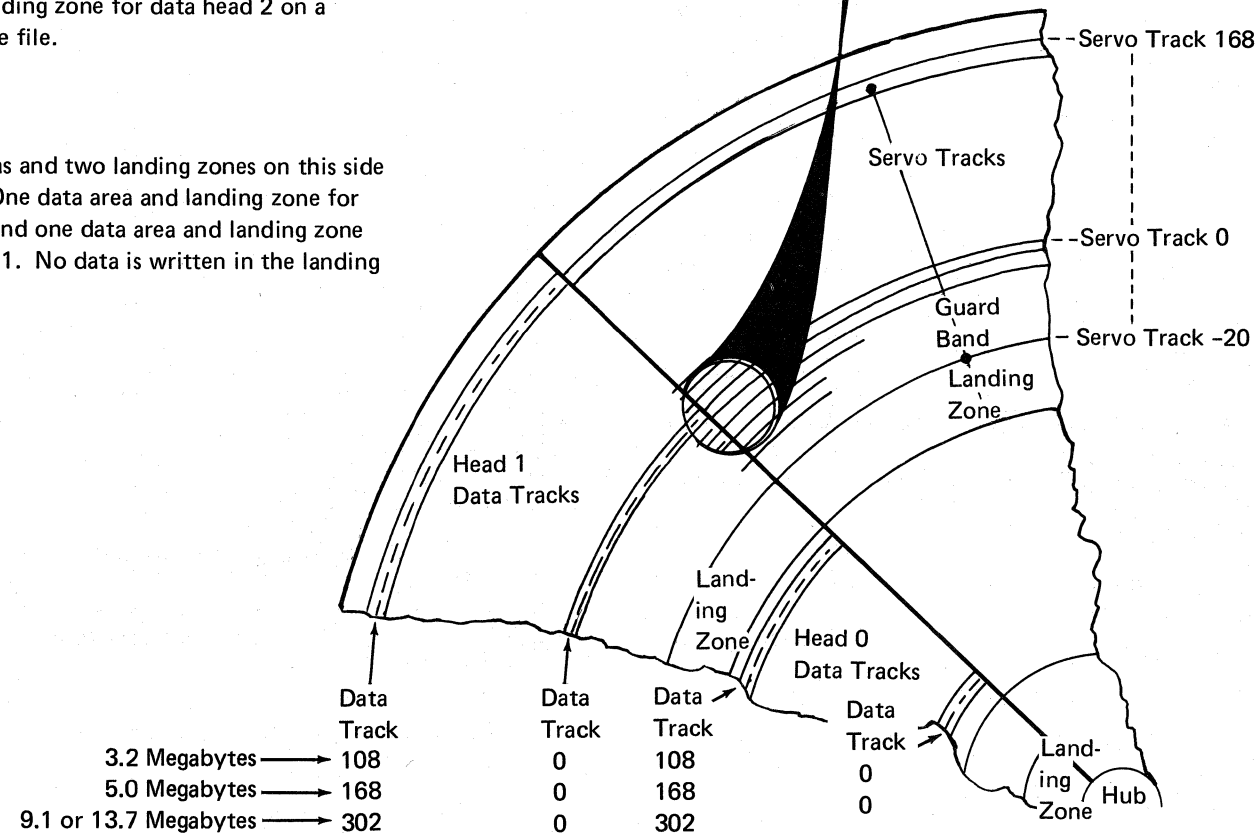 ding zone for data head 2 on a
e file.
ns and two landing zones on this side
One data area and landing zone for
nd one data area and landing zone
1. No data is written in the landing
Servo Track 168
Servo Tracks
Servo Track 0
Guard
Band
Servo Track -20
Landing
Zone
Head 1
Data Tracks
Land-
ing
Zone
Head 0
Data Tracks
Data
Track
Data
Track
Data
Track
Data
Track
3.2 Megabytes 108 0 108 0
5.0 Megabytes 168 0 168 0
9.1 or 13.7 Megabytes 302 0 302
Land-
ing
Zone
Hub